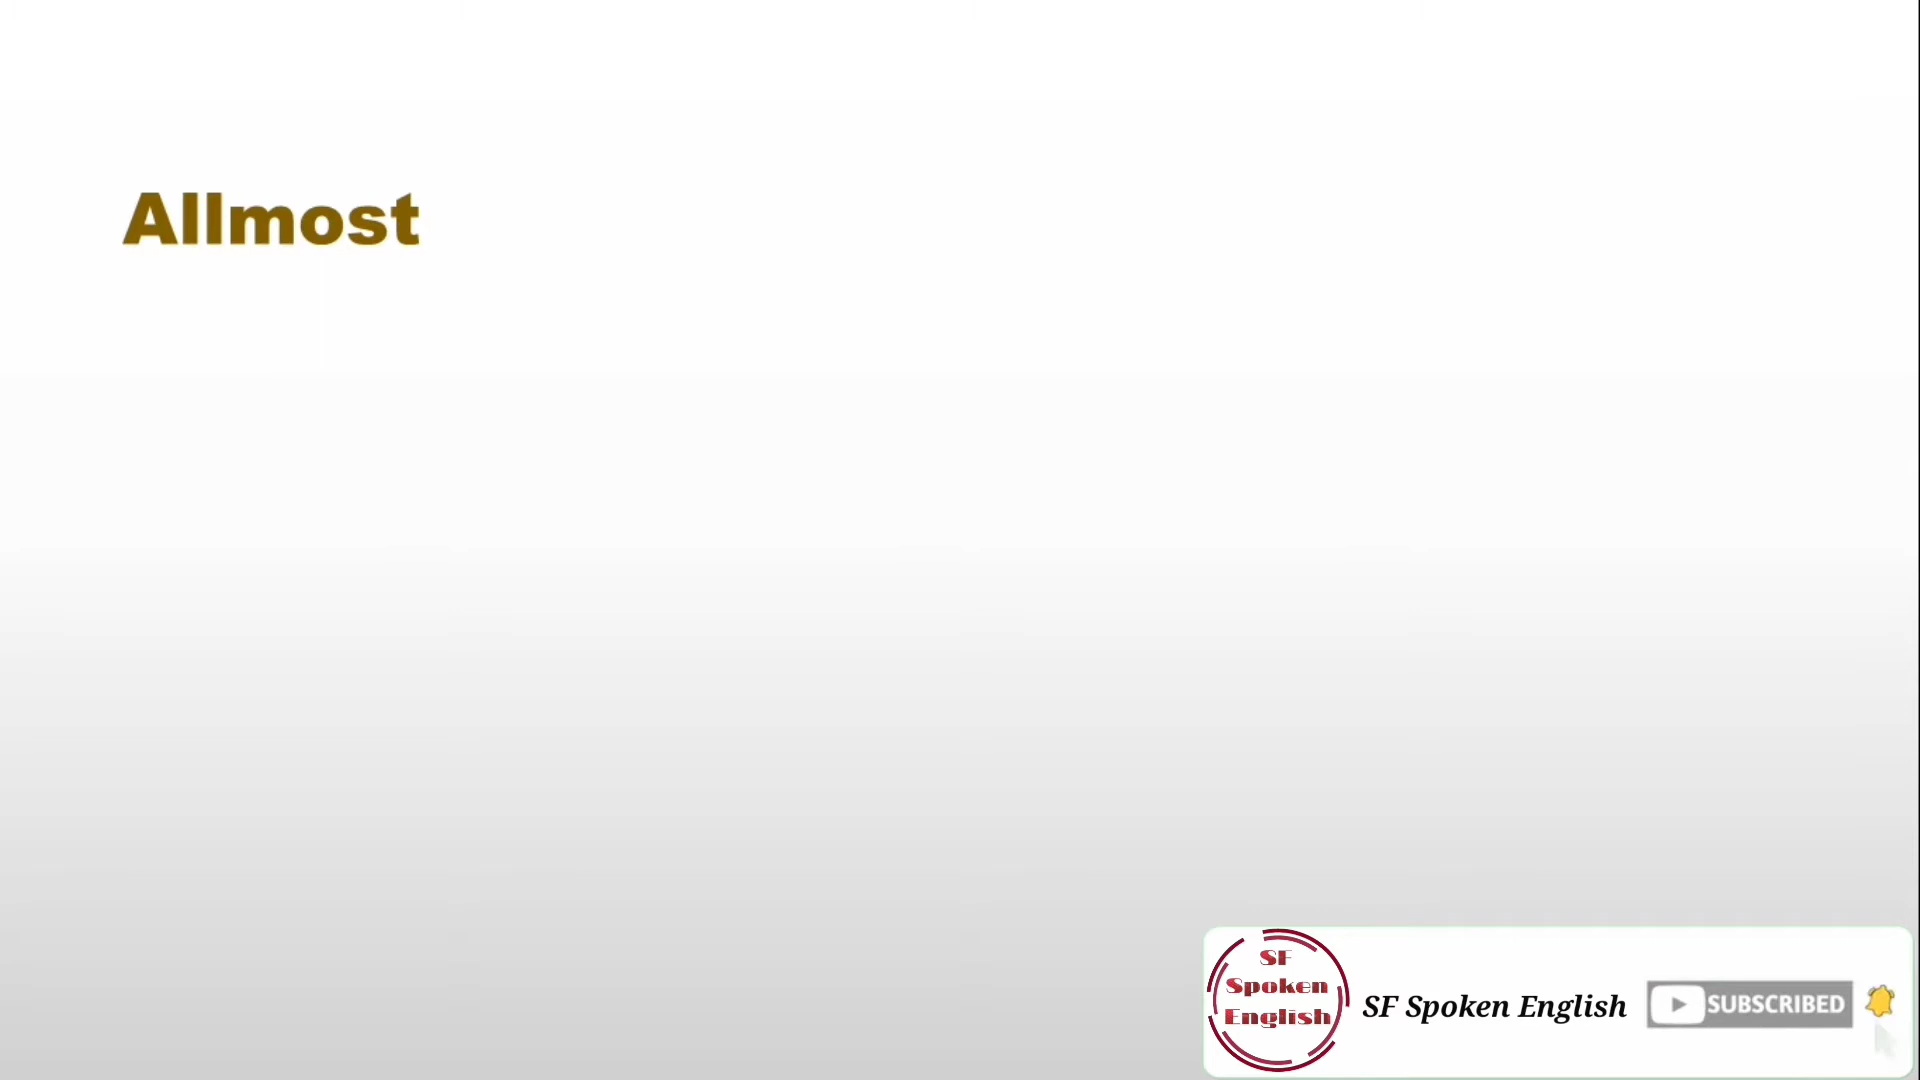 Allmost
SF
Spoken
English
SF Spoken English
SUBSCRIBED